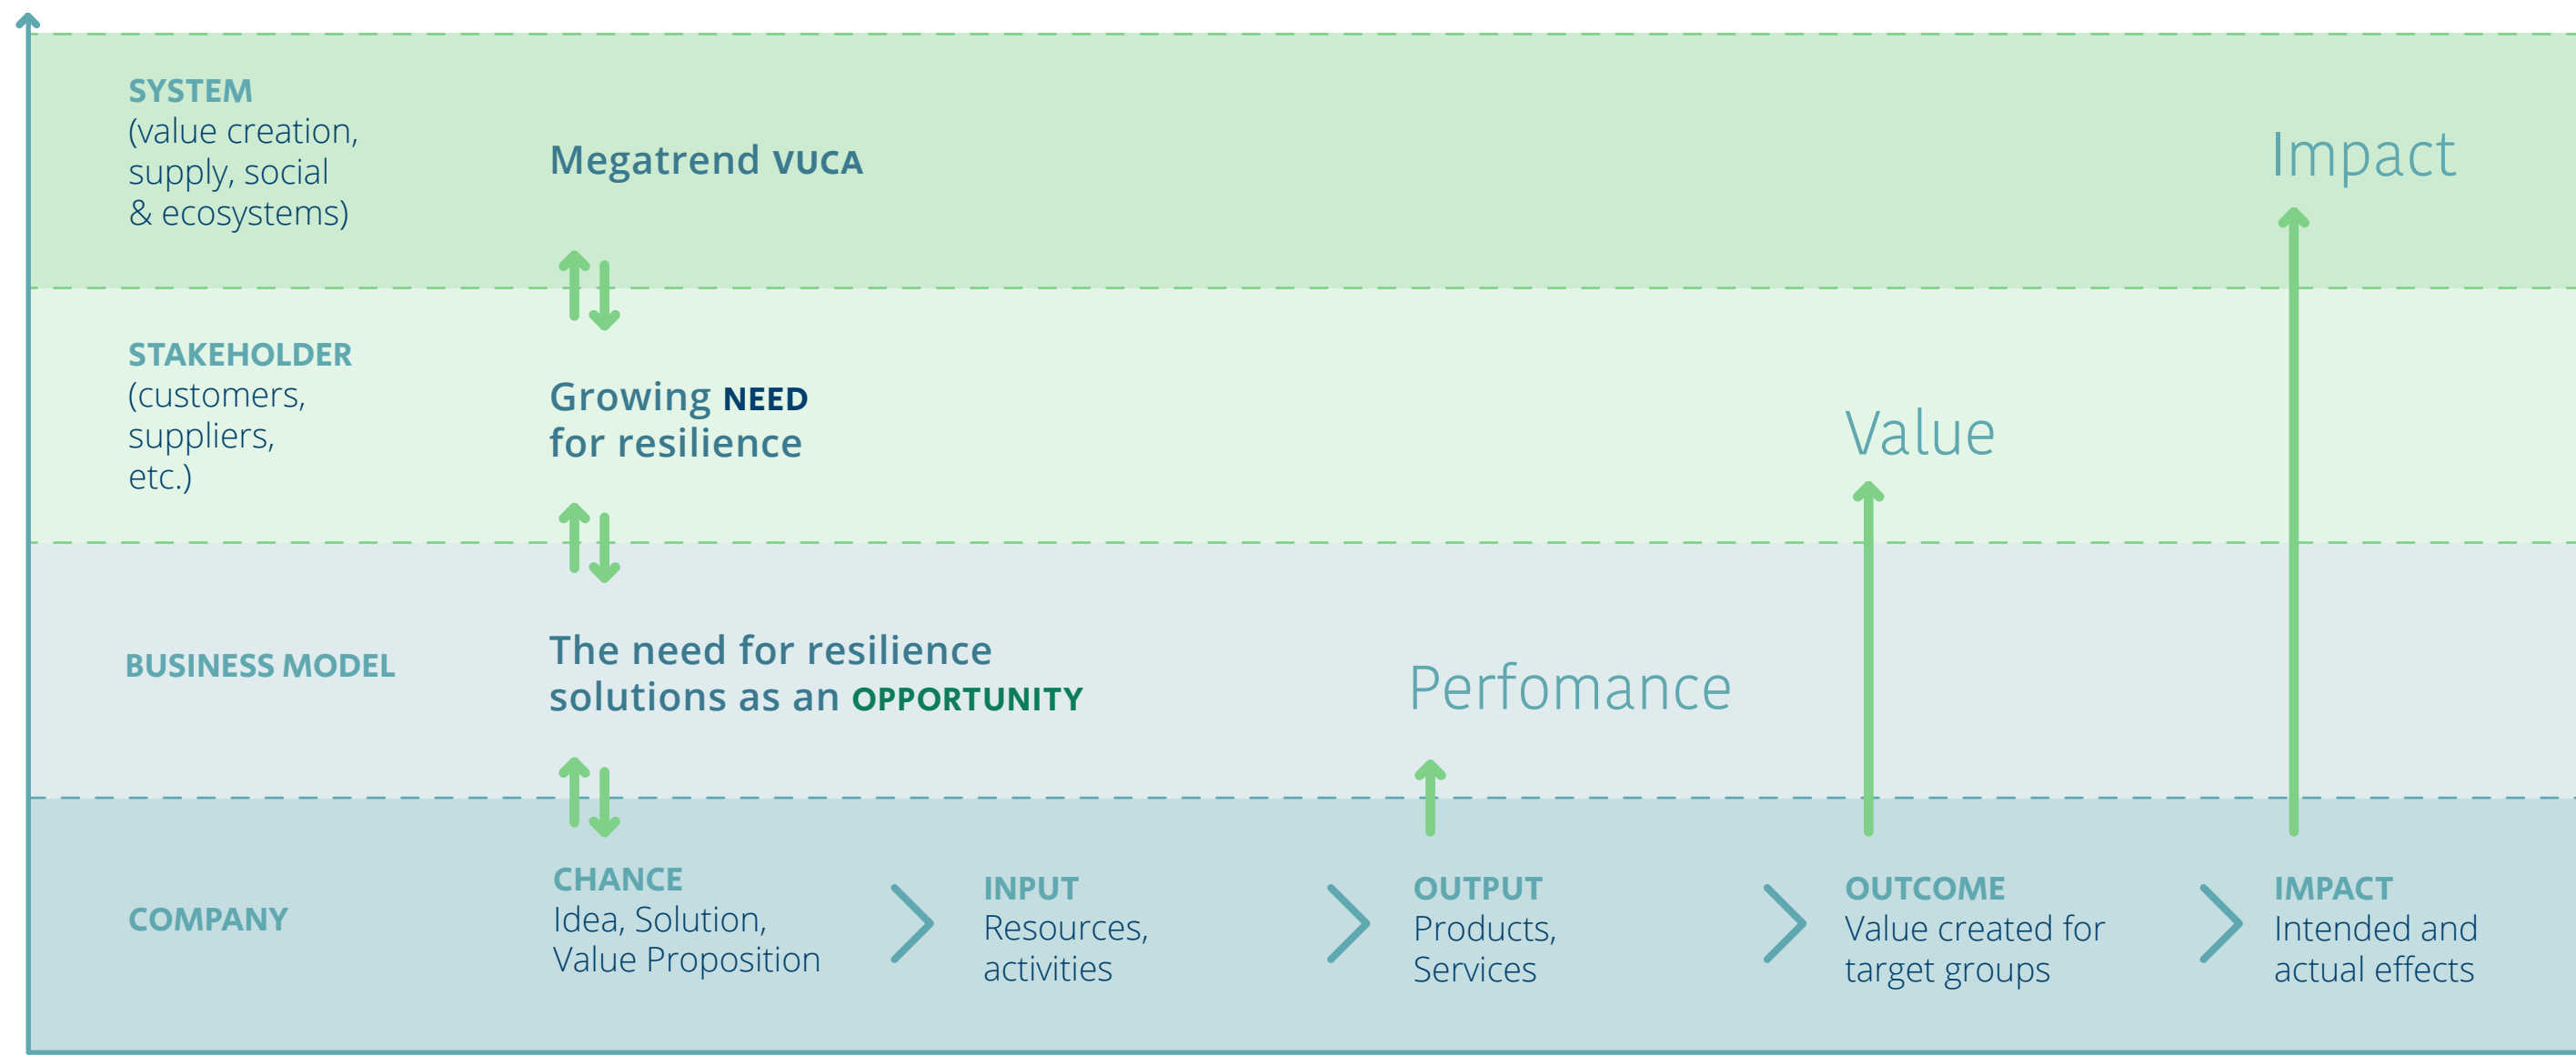 SYSTEM
(value creation,
supply, social
& ecosystems)
Megatrend VUCA
Impact
STAKEHOLDER
(customers,
suppliers,
etc.)
Growing NEED
for resilience
Value
BUSINESS MODEL
The need for resilience
solutions as an OPPORTUNITY
Perfomance
COMPANY
CHANCE
Idea, Solution,
Value Proposition
INPUT
Resources,
activities
OUTPUT
Products,
Services
OUTCOME
Value created for
target groups
IMPACT
Intended and
actual effects